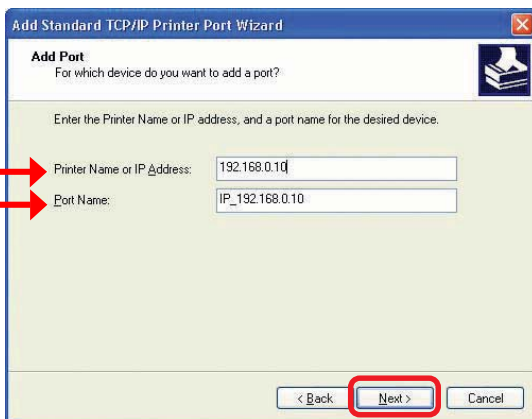 Add Standard TCP/IP Printer Port Wizard
Add Port
For which device do you want to add a port?
Enter the Printer Name or IP address, and a port name for the desired device.
Printer Name or IP Address: 192.168.0.10
Port Name: IP_192.168.0.10
< Back Next > Cancel